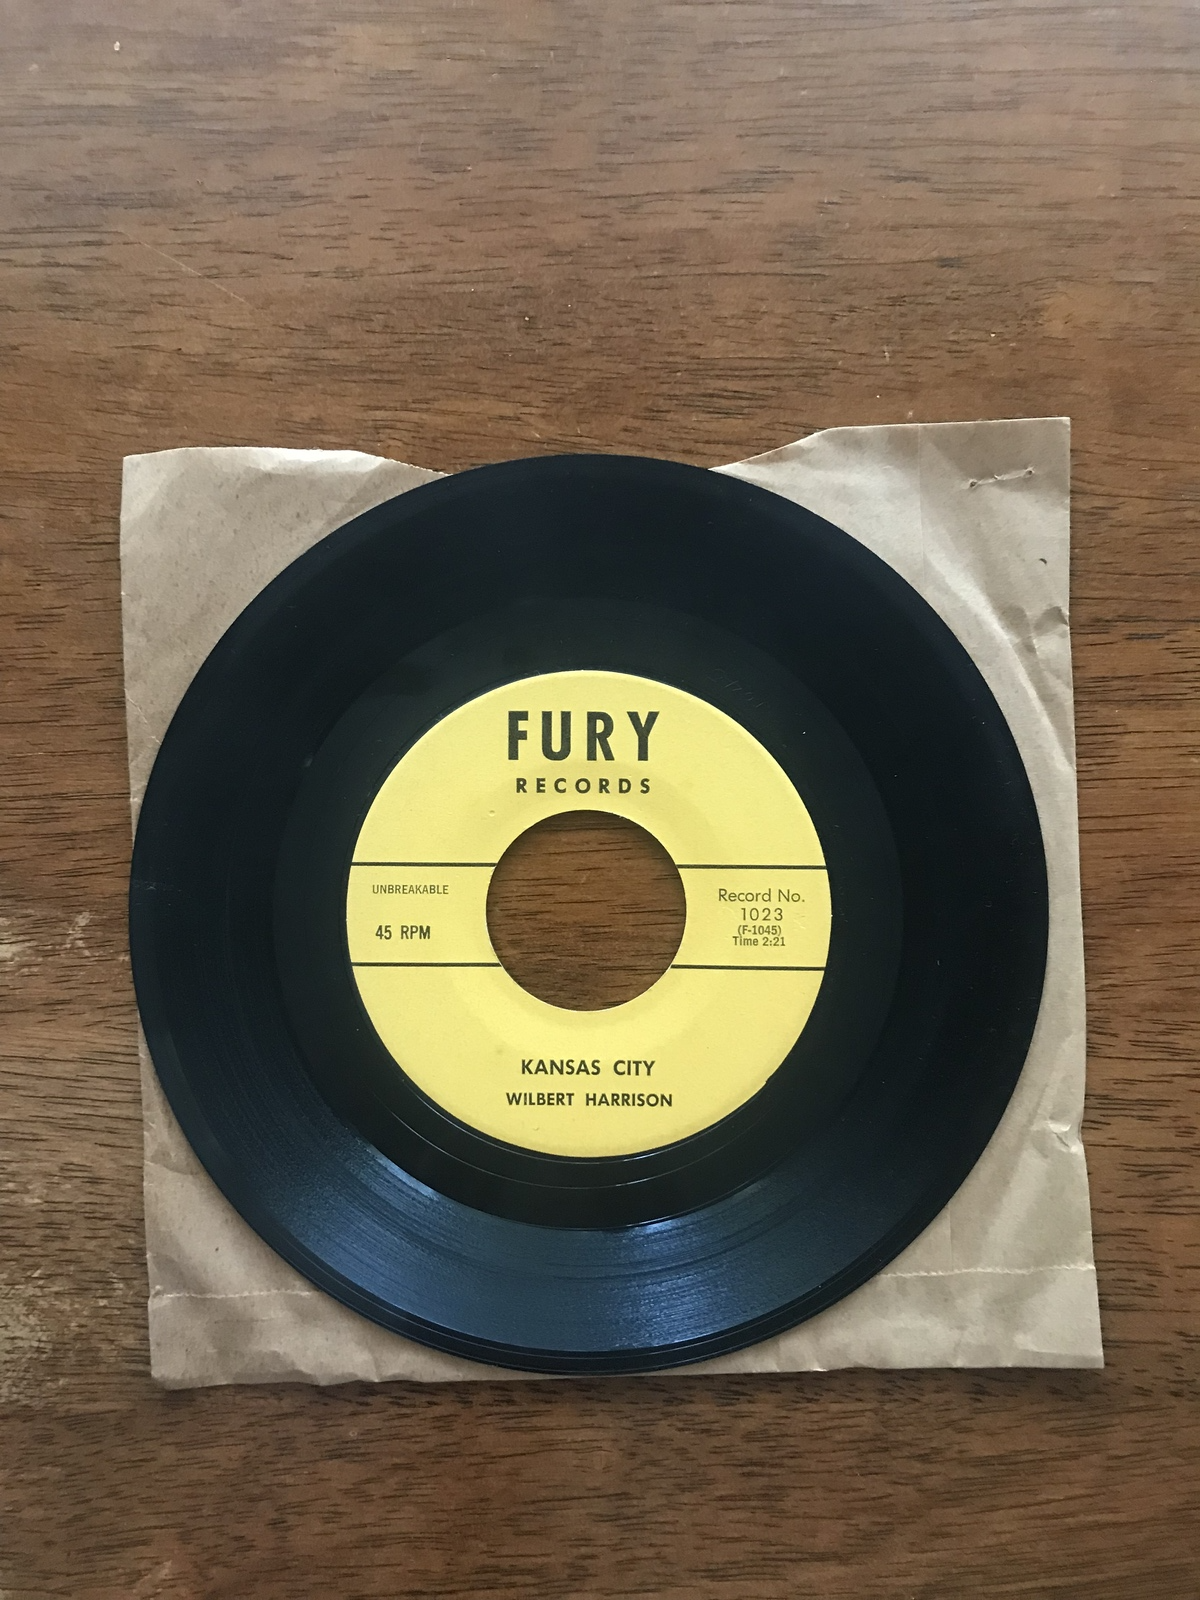 FURY
RECORDS
UNBREAKABLE
45 RPM
Record No.
1023
(F-1045)
Time 2:21
KANSAS CITY
WILBERT HARRISON